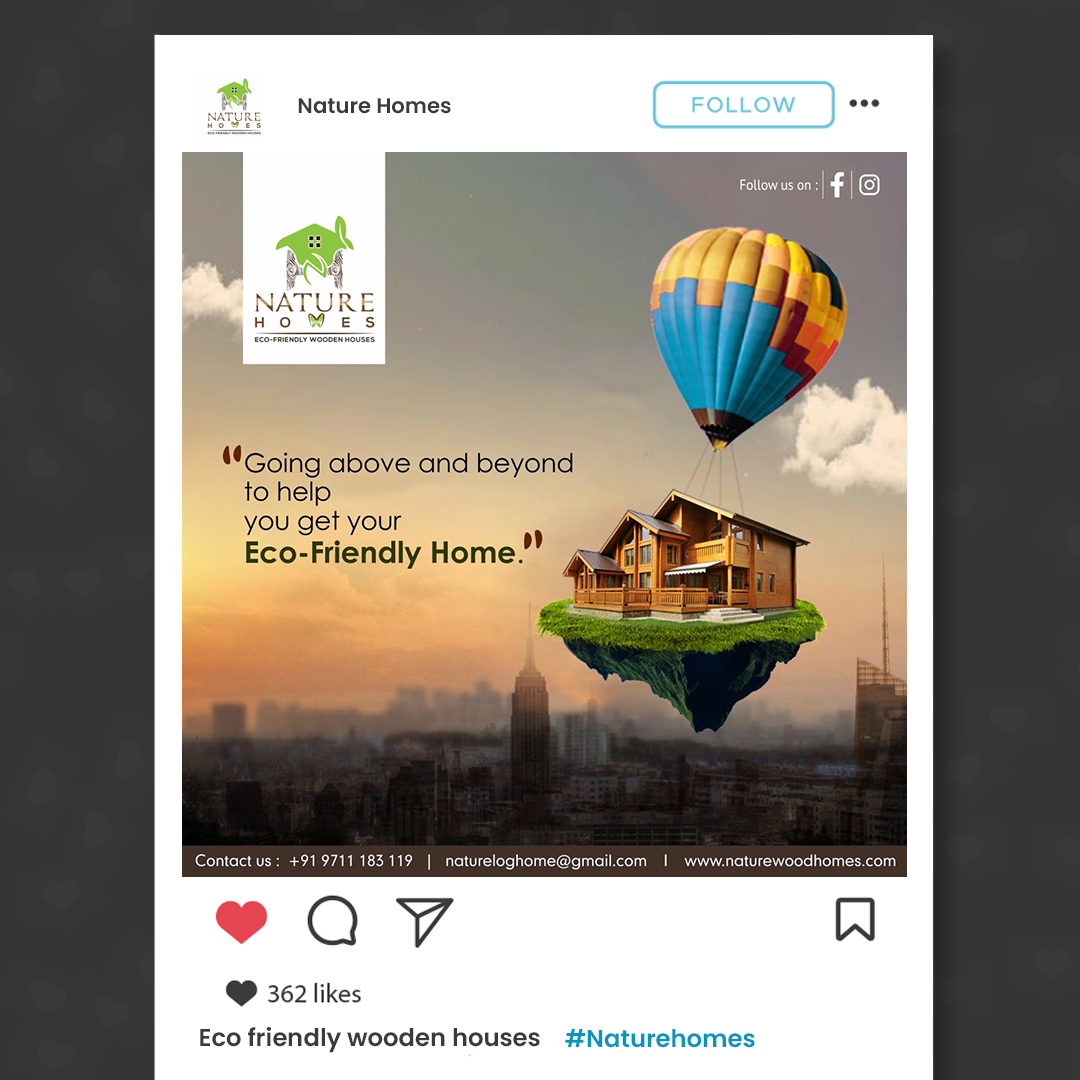 NATURE
HOMES
ECO-FRIENDLY WOODEN HOUSES
Nature Homes
FOLLOW
Follow us on :
NATURE
HOMES
ECO-FRIENDLY WOODEN HOUSES
“Going above and beyond
to help
you get your
Eco-Friendly Home.”
Contact us : +91 9711 183 119 | natureloghome@gmail.com | www.naturewoodhomes.com
362 likes
Eco friendly wooden houses #Naturehomes